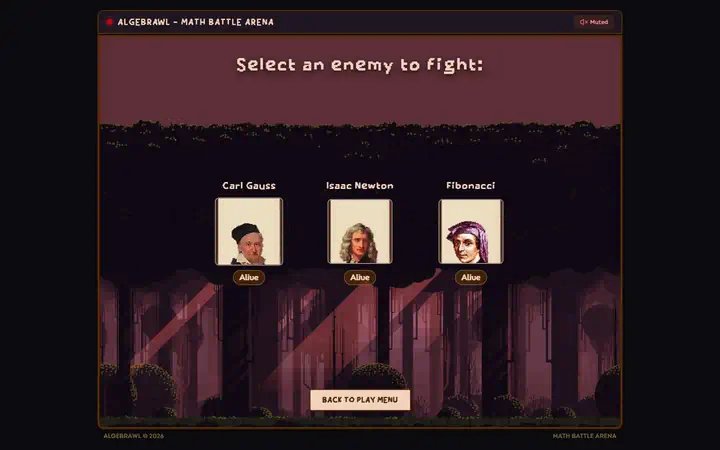 ALGEBRAWL - MATH BATTLE ARENA
Muted
Select an enemy to fight:
Carl Gauss
Isaac Newton
Fibonacci
Alive
Alive
Alive
BACK TO PLAY MENU
ALGEBRAWL © 2026
MATH BATTLE ARENA